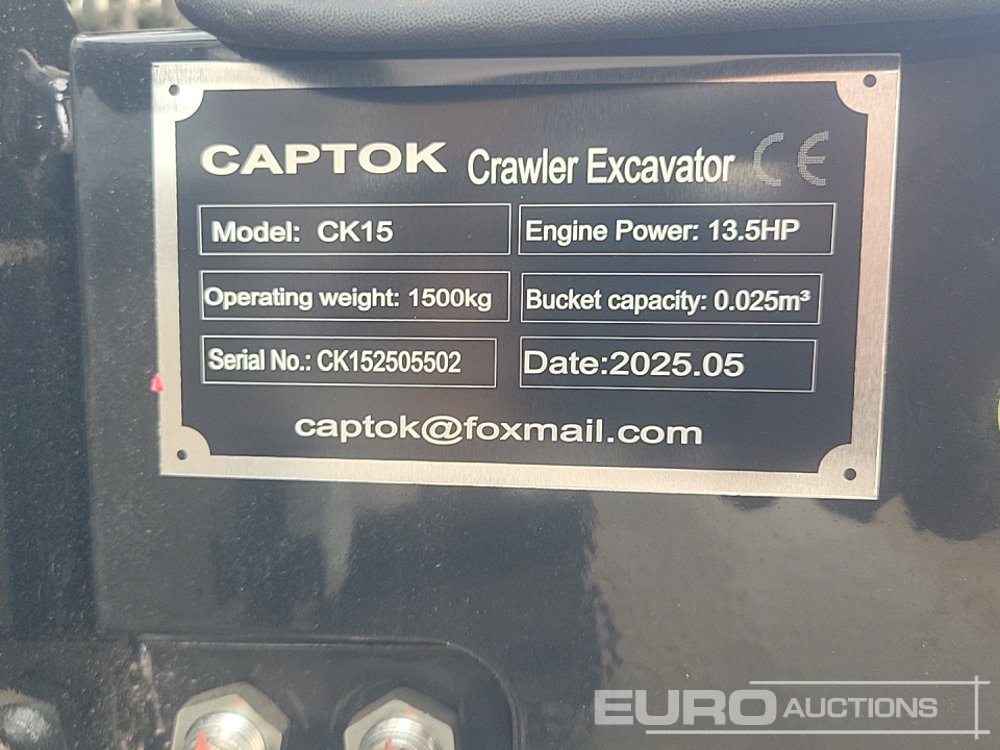 CAPTOK Crawler Excavator CE
Model: CK15
Engine Power: 13.5HP
Operating weight: 1500kg
Bucket capacity: 0.025m³
Serial No.: CK152505502
Date:2025.05
captok@foxmail.com
EURO AUCTIONS